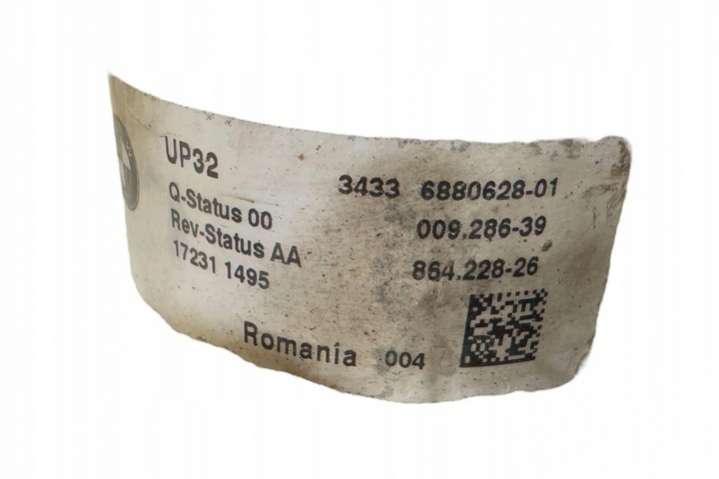 UP32 3433 6880628-01
Q-Status 00 009.286-39
Rev-Status AA 864.228-26
17231 1495
Romania 004